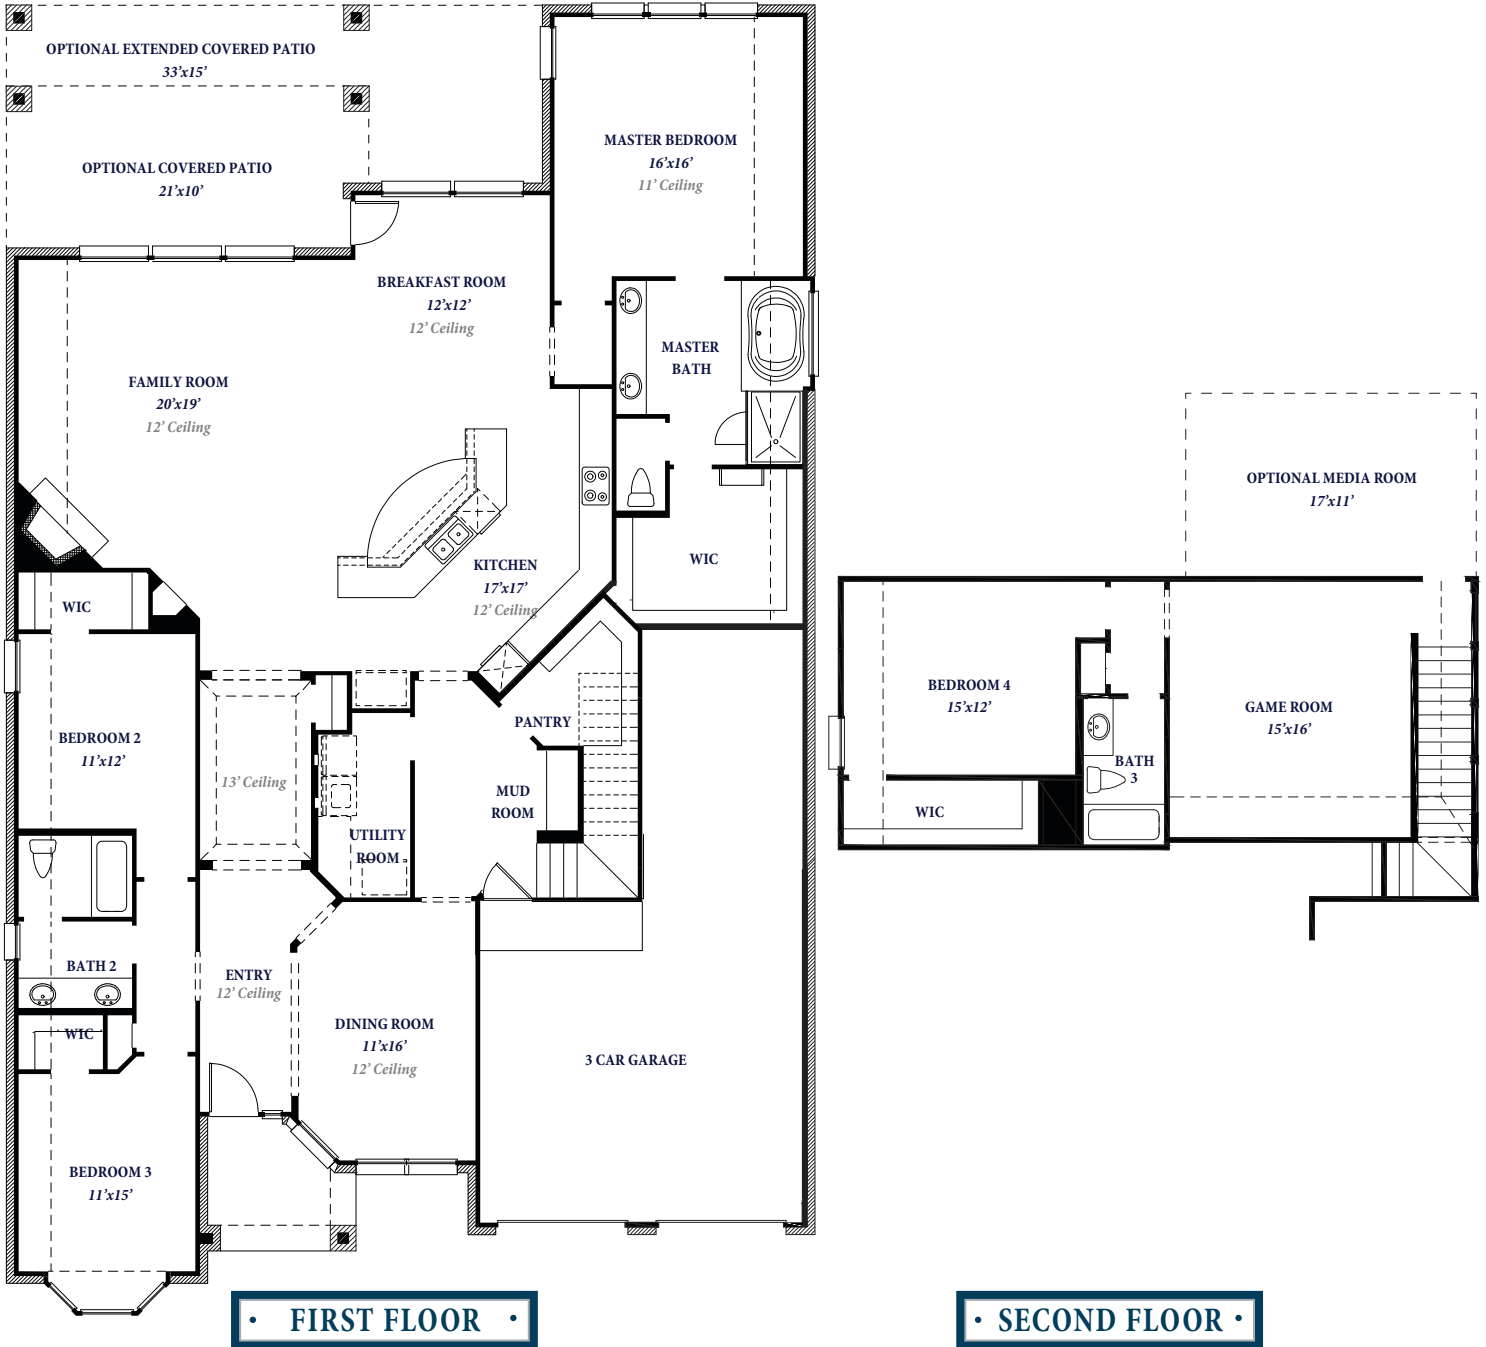 OPTIONAL EXTENDED COVERED PATIO
33'x15'
OPTIONAL COVERED PATIO
21'x10'
MASTER BEDROOM
16'x16'
11' Ceiling
BREAKFAST ROOM
12'x12'
12' Ceiling
MASTER
BATH
FAMILY ROOM
20'x19'
12' Ceiling
KITCHEN
17'x17'
12' Ceiling
WIC
WIC
BEDROOM 2
11'x12'
13' Ceiling
PANTRY
MUD
ROOM
UTILITY
ROOM
BATH 2
ENTRY
12' Ceiling
WIC
DINING ROOM
11'x16'
12' Ceiling
3 CAR GARAGE
BEDROOM 3
11'x15'
FIRST FLOOR
OPTIONAL MEDIA ROOM
17'x11'
BEDROOM 4
15'x12'
GAME ROOM
15'x16'
BATH
3
WIC
SECOND FLOOR